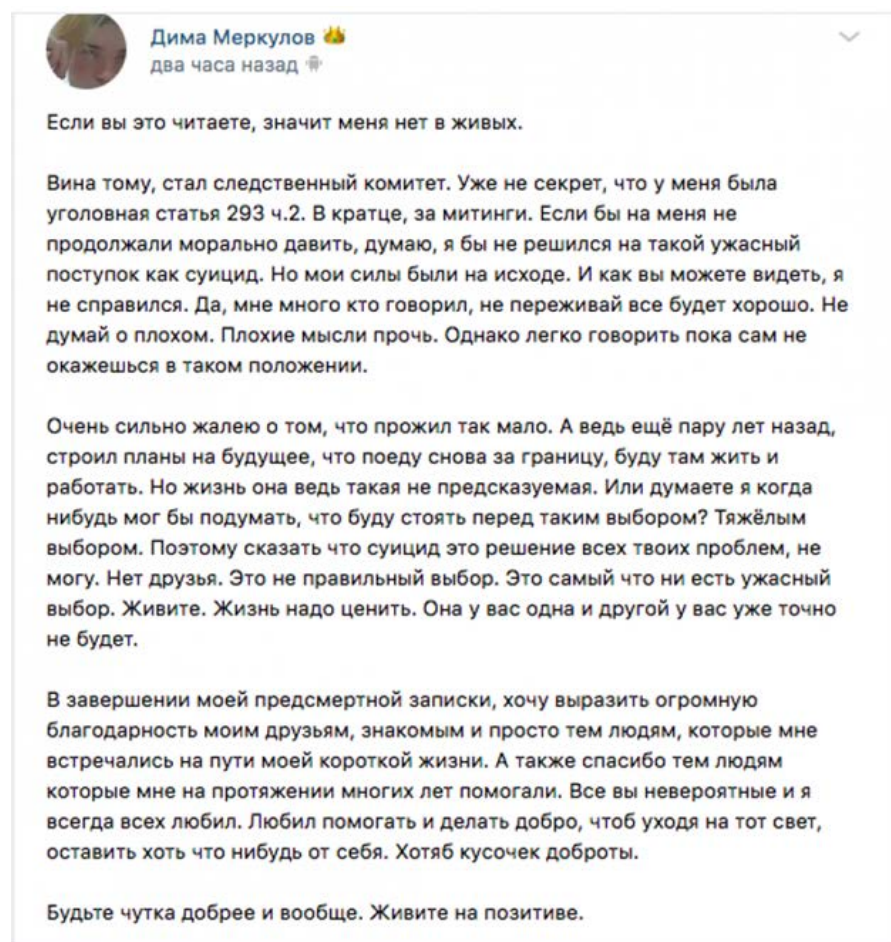 Дима Меркулов
два часа назад
Если вы это читаете, значит меня нет в живых.
Вина тому, стал следственный комитет. Уже не секрет, что у меня была
уголовная статья 293 ч.2. В кратце, за митинги. Если бы на меня не
продолжали морально давить, думаю, я бы не решился на такой ужасный
поступок как суицид. Но мои силы были на исходе. И как вы можете видеть, я
не справился. Да, мне много кто говорил, не переживай все будет хорошо. Не
думай о плохом. Плохие мысли прочь. Однако легко говорить пока сам не
окажешься в таком положении.
Очень сильно жалею о том, что прожил так мало. А ведь ещё пару лет назад,
строил планы на будущее, что поеду снова за границу, буду там жить и
работать. Но жизнь она ведь такая не предсказуемая. Или думаете я когда
нибудь мог бы подумать, что буду стоять перед таким выбором? Тяжёлым
выбором. Поэтому сказать что суицид это решение всех твоих проблем, не
могу. Нет друзья. Это не правильный выбор. Это самый что ни есть ужасный
выбор. Живите. Жизнь надо ценить. Она у вас одна и другой у вас уже точно
не будет.
В завершении моей предсмертной записки, хочу выразить огромную
благодарность моим друзьям, знакомым и просто тем людям, которые мне
встречались на пути моей короткой жизни. А также спасибо тем людям
которые мне на протяжении многих лет помогали. Все вы невероятные и я
всегда всех любил. Любил помогать и делать добро, чтоб уходя на тот свет,
оставить хоть что нибудь от себя. Хотяб кусочек доброты.
Будьте чутка добрее и вообще. Живите на позитиве.